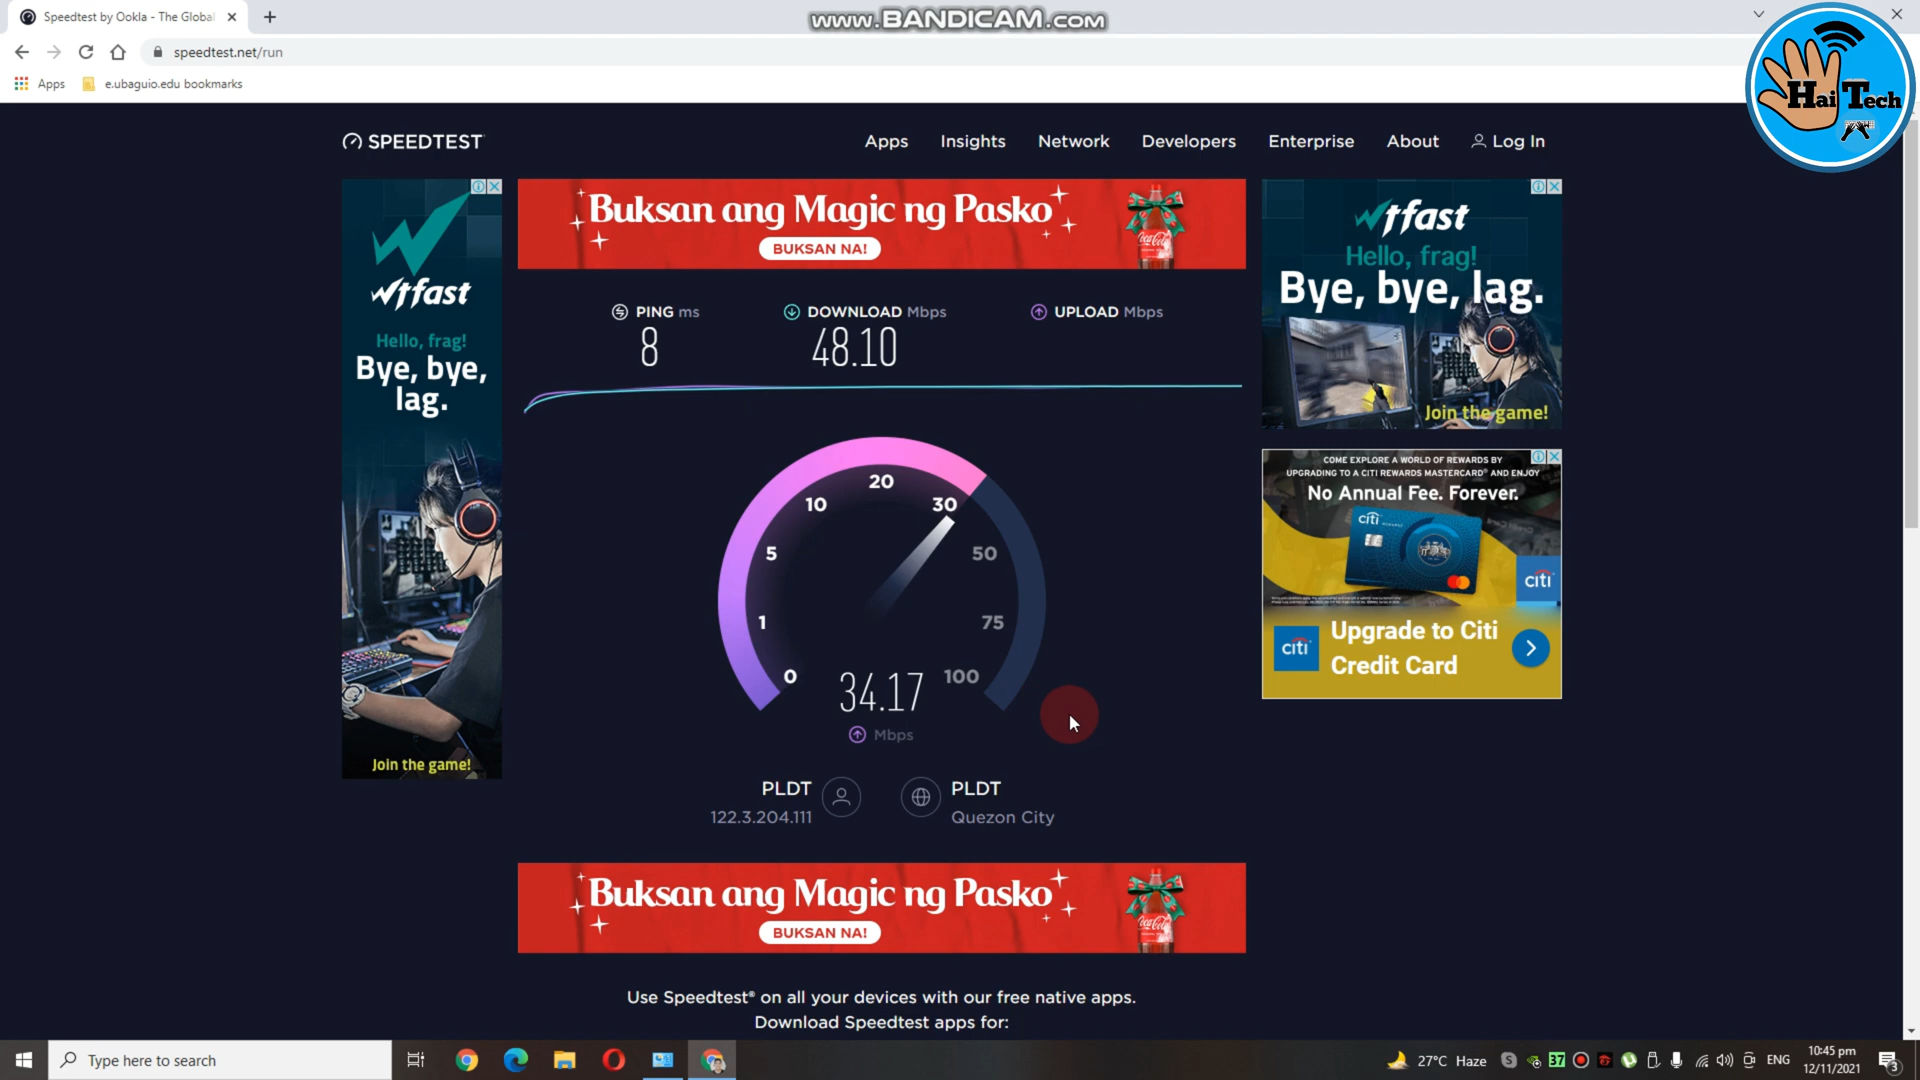 Speedtest by Ookla - The Global
www.BANDICAM.com
speedtest.net/run
Apps
e.ubaguio.edu bookmarks
Hai Tech
SPEEDTEST
Apps Insights Network Developers Enterprise About Log In
wtfast
Hello, frag!
Bye, bye,
lag.
Join the game!
Buksan ang Magic ng Pasko
BUKSAN NA!
Coca-Cola
wtfast
Hello, frag!
Bye, bye, lag.
Join the game!
PING ms
8
DOWNLOAD Mbps
48.10
UPLOAD Mbps
0
1
5
10
20
30
50
75
100
34.17
Mbps
COME EXPLORE A WORLD OF REWARDS BY
UPGRADING TO A CITI REWARDS MASTERCARD® AND ENJOY
No Annual Fee. Forever.
citi
citi
citi
Upgrade to Citi
Credit Card
PLDT
122.3.204.111
PLDT
Quezon City
Buksan ang Magic ng Pasko
BUKSAN NA!
Coca-Cola
Use Speedtest® on all your devices with our free native apps.
Download Speedtest apps for:
Type here to search
27°C Haze
37
ENG
10:45 pm
12/11/2021
3